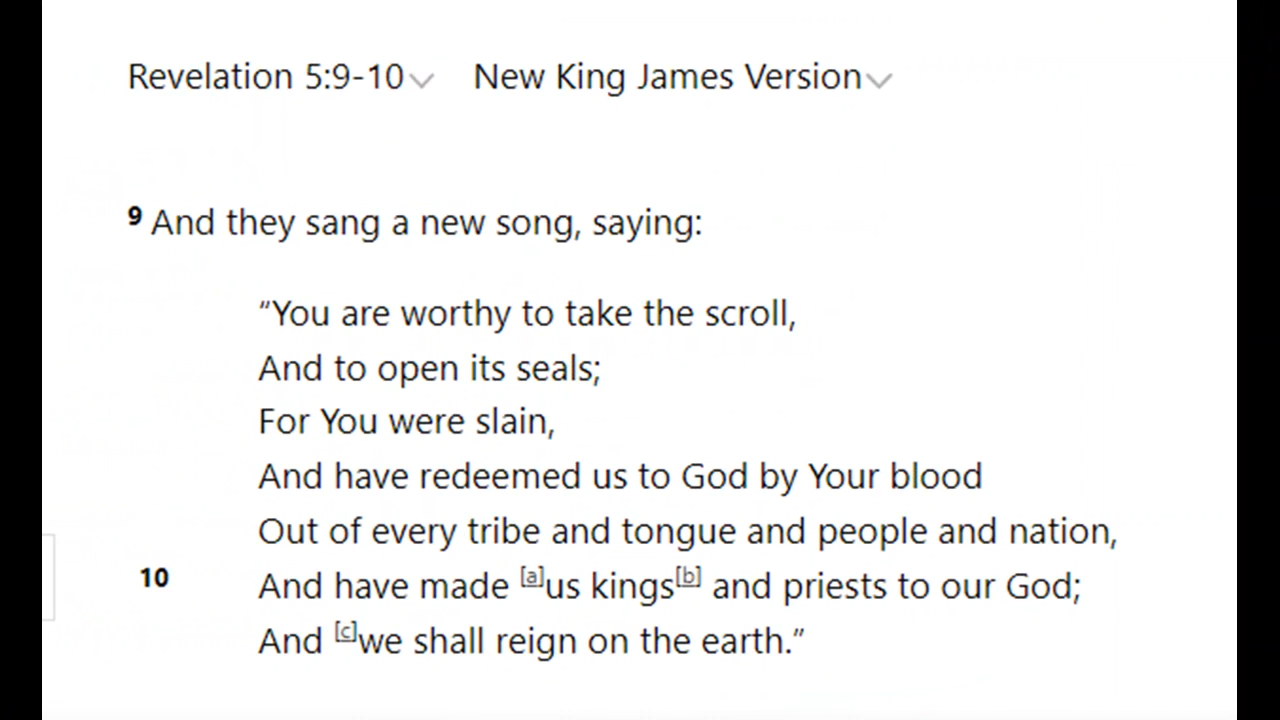 Revelation 5:9-10 New King James Version
9 And they sang a new song, saying:
“You are worthy to take the scroll,
And to open its seals;
For You were slain,
And have redeemed us to God by Your blood
Out of every tribe and tongue and people and nation,
10 And have made [a]us kings[b] and priests to our God;
And [c]we shall reign on the earth.”